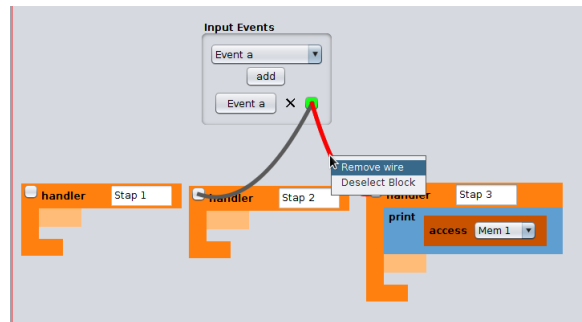 Input Events
Event a
add
Event a
Remove wire
Deselect Block
handler Stap 1
handler Stap 2
handler Stap 3
print
access Mem 1